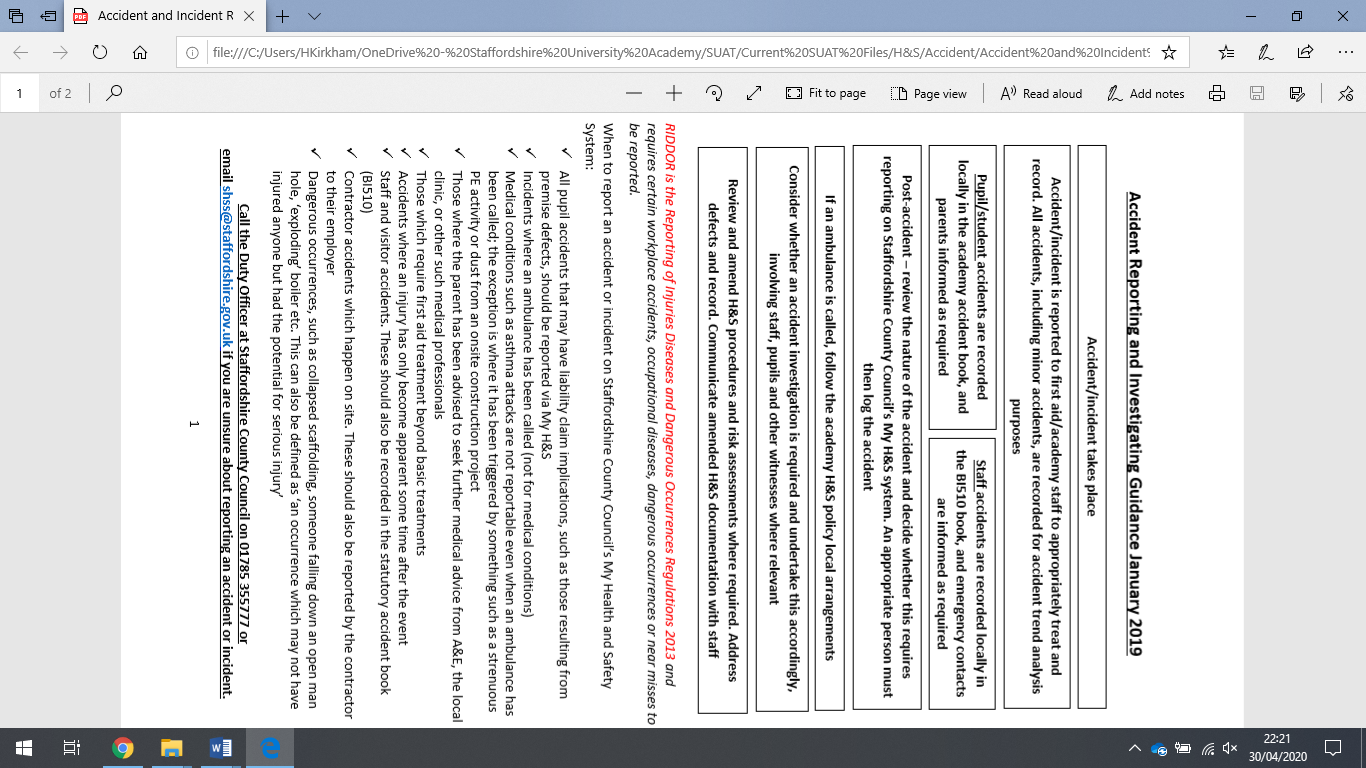 Accident and Incident R
file:///C:/Users/HKirkham/OneDrive%20-%20Staffordshire%20University%20Academy/SUAT/Current%20SUAT%20Files/H&S/Accident/Accident%20and%20Incident%
1 of 2
Fit to page
Page view
Read aloud
Add notes
Accident Reporting and Investigating Guidance January 2019
Accident/incident takes place
Accident/incident is reported to first aid/academy staff to appropriately treat and
record. All accidents, including minor accidents, are recorded for accident trend analysis
purposes
Pupil/student accidents are recorded
locally in the academy accident book, and
parents informed as required
Staff accidents are recorded locally in
the BI510 book, and emergency contacts
are informed as required
Post-accident – review the nature of the accident and decide whether this requires
reporting on Staffordshire County Council's My H&S system. An appropriate person must
then log the accident
If an ambulance is called, follow the academy H&S policy local arrangements
Consider whether an accident investigation is required and undertake this accordingly,
involving staff, pupils and other witnesses where relevant
Review and amend H&S procedures and risk assessments where required. Address
defects and record. Communicate amended H&S documentation with staff
RIDDOR is the Reporting of Injuries Diseases and Dangerous Occurrences Regulations 2013 and
requires certain workplace accidents, occupational diseases, dangerous occurrences or near misses to
be reported.
When to report an accident or incident on Staffordshire County Council's My Health and Safety
System:
✓ All pupil accidents that may have liability claim implications, such as those resulting from
premise defects, should be reported via My H&S
✓ Incidents where an ambulance has been called (not for medical conditions)
✓ Medical conditions such as asthma attacks are not reportable even when an ambulance has
been called; the exception is where it has been triggered by something such as a strenuous
PE activity or dust from an onsite construction project
✓ Those where the parent has been advised to seek further medical advice from A&E, the local
clinic, or other such medical professionals
✓ Those which require first aid treatment beyond basic treatments
✓ Accidents where an injury has only become apparent some time after the event
✓ Staff and visitor accidents. These should also be recorded in the statutory accident book
(BI510)
✓ Contractor accidents which happen on site. These should also be reported by the contractor
to their employer
✓ Dangerous occurrences, such as collapsed scaffolding, someone falling down an open man
hole, 'exploding' boiler etc. This can also be defined as 'an occurrence which may not have
injured anyone but had the potential for serious injury'
Call the Duty Officer at Staffordshire County Council on 01785 355777 or
email shss@staffordshire.gov.uk if you are unsure about reporting an accident or incident.
1
22:21
30/04/2020